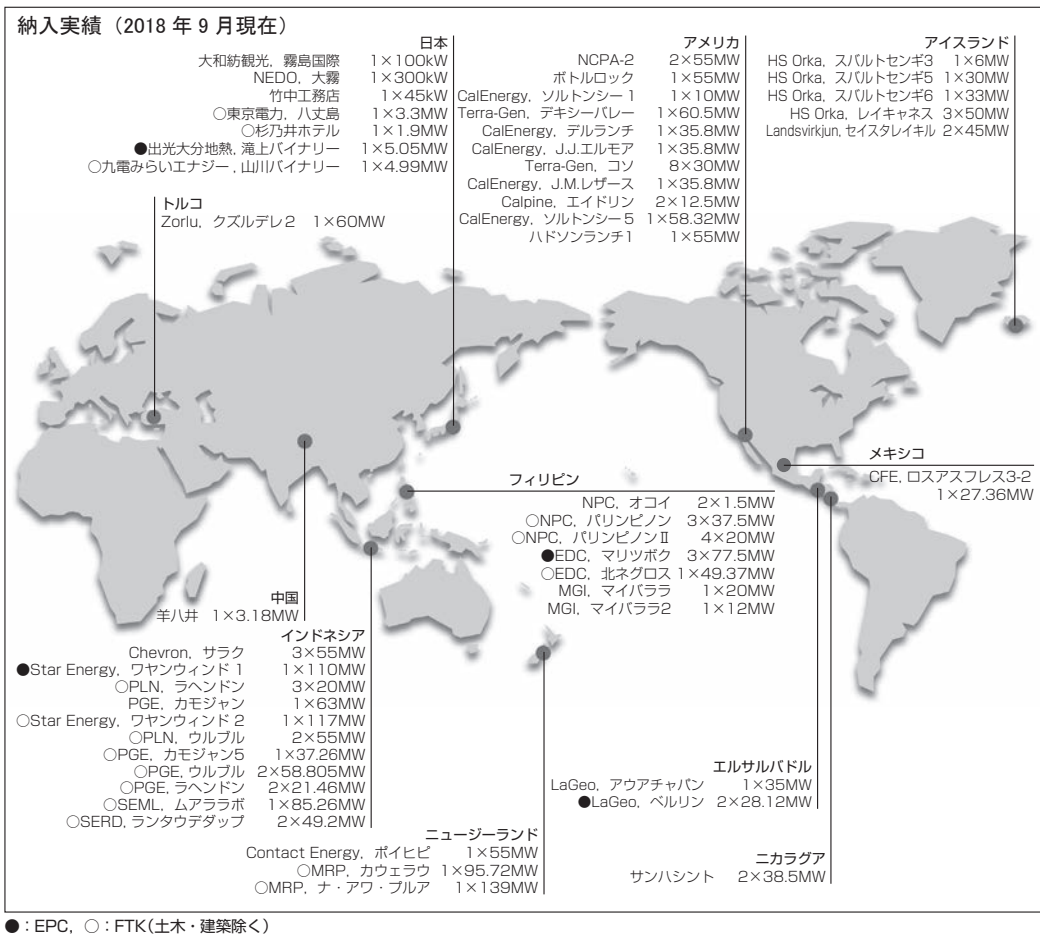 納入実績(2018年9月現在)
日本
大和紡観光,霧島国際 1×100kW
NEDO,大霧 1×300kW
竹中工務店 1×45kW
○東京電力,八丈島 1×3.3MW
○杉乃井ホテル 1×1.9MW
●出光大分地熱,滝上バイナリー 1×5.05MW
○九電みらいエナジー,山川バイナリー 1×4.99MW
アメリカ
NCPA-2 2×55MW
ボトルロック 1×55MW
CalEnergy,ソルトンシー1 1×10MW
Terra-Gen,デキシーバレー 1×60.5MW
CalEnergy,デルランチ 1×35.8MW
CalEnergy,J.J.エルモア 1×35.8MW
Terra-Gen,コソ 8×30MW
CalEnergy,J.M.レザース 1×35.8MW
Calpine,エイドリン 2×12.5MW
CalEnergy,ソルトンシー5 1×58.32MW
ハドソンランチ1 1×55MW
アイスランド
HS Orka,スバルトセンギ3 1×6MW
HS Orka,スバルトセンギ5 1×30MW
HS Orka,スバルトセンギ6 1×33MW
HS Orka,レイキャネス 3×50MW
Landsvirkjun,セイスタレイキル 2×45MW
トルコ
Zorlu,クズルデレ2 1×60MW
メキシコ
CFE,ロスアスフレス3-2
1×27.36MW
フィリピン
NPC,オコイ 2×1.5MW
○NPC,パリンピノン 3×37.5MW
○NPC,パリンピノンⅡ 4×20MW
●EDC,マリツボク 3×77.5MW
○EDC,北ネグロス 1×49.37MW
MGI,マイバララ 1×20MW
MGI,マイバララ2 1×12MW
中国
羊八井 1×3.18MW
インドネシア
Chevron,サラク 3×55MW
●Star Energy,ワヤンウィンド1 1×110MW
○PLN,ラヘンドン 3×20MW
PGE,カモジャン 1×63MW
○Star Energy,ワヤンウィンド2 1×117MW
○PLN,ウルブル 2×55MW
○PGE,カモジャン5 1×37.26MW
○PGE,ウルブル 2×58.805MW
○PGE,ラヘンドン 2×21.46MW
○SEML,ムアララボ 1×85.26MW
○SERD,ランタウデダップ 2×49.2MW
ニュージーランド
Contact Energy,ポイヒピ 1×55MW
○MRP,カウェラウ 1×95.72MW
○MRP,ナ・アワ・プルア 1×139MW
エルサルバドル
LaGeo,アウアチャパン 1×35MW
●LaGeo,ベルリン 2×28.12MW
ニカラグア
サンハシント 2×38.5MW
●:EPC,○:FTK(土木・建築除く)